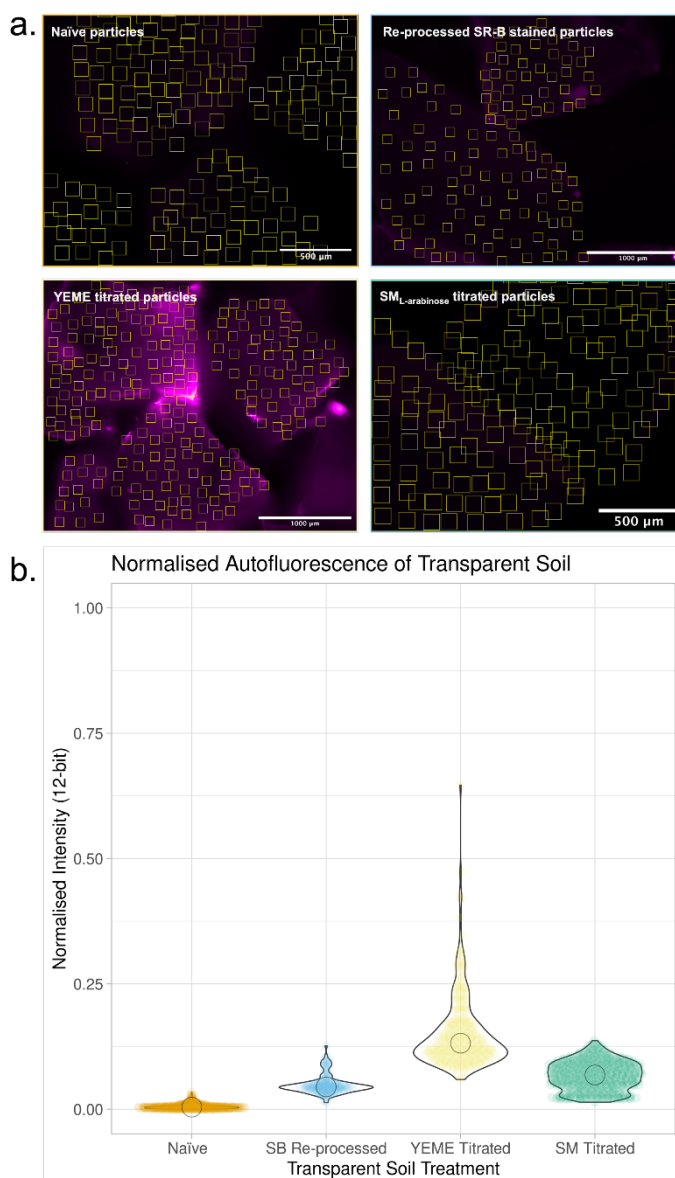 a.
Naïve particles
500 µm
Re-processed SR-B stained particles
1000 µm
YEME titrated particles
1000 µm
SML-arabinose titrated particles
500 µm
b.
Normalised Autofluorescence of Transparent Soil
Normalised Intensity (12-bit)
1.00
0.75
0.50
0.25
0.00
Naïve SB Re-processed YEME Titrated SM Titrated
Transparent Soil Treatment